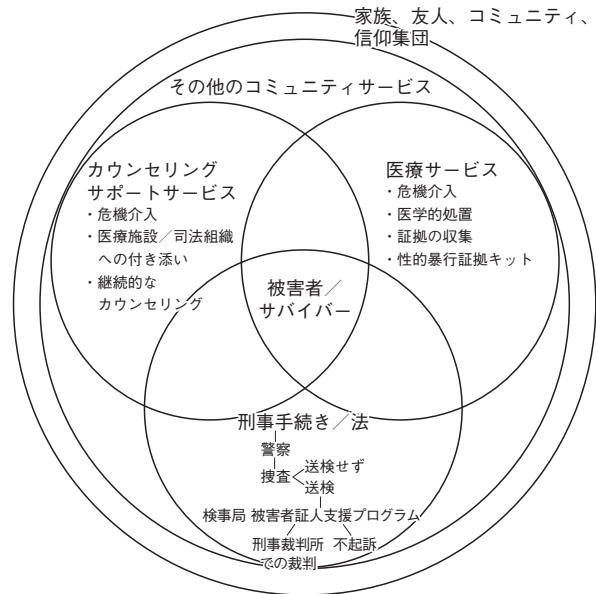 家族、友人、コミュニティ、
信仰集団
その他のコミュニティサービス
カウンセリング
サポートサービス
・危機介入
・医療施設／司法組織
への付き添い
・継続的な
カウンセリング
医療サービス
・危機介入
・医学的処置
・証拠の収集
・性的暴行証拠キット
被害者／
サバイバー
刑事手続き／法
警察
捜査
送検せず
送検
検事局 被害者証人支援プログラム
刑事裁判所 不起訴
での裁判